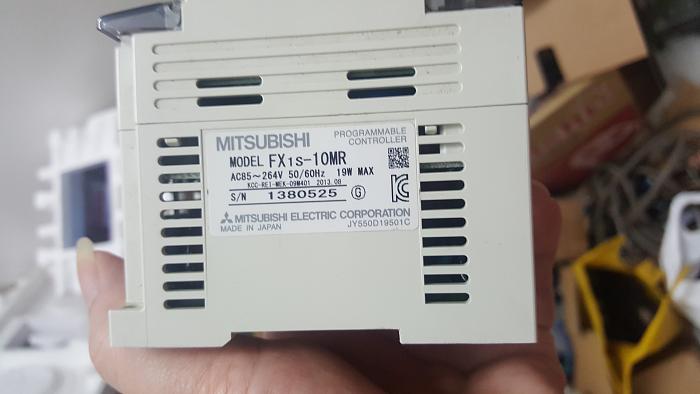 MITSUBISHI
PROGRAMMABLE
CONTROLLER
MODEL FX1S-10MR
AC85~264V 50/60Hz 19W MAX
KCC-REI-MEK-09M401 2013.08
S/N 1380525 G
MITSUBISHI ELECTRIC CORPORATION
MADE IN JAPAN JY550D19501C